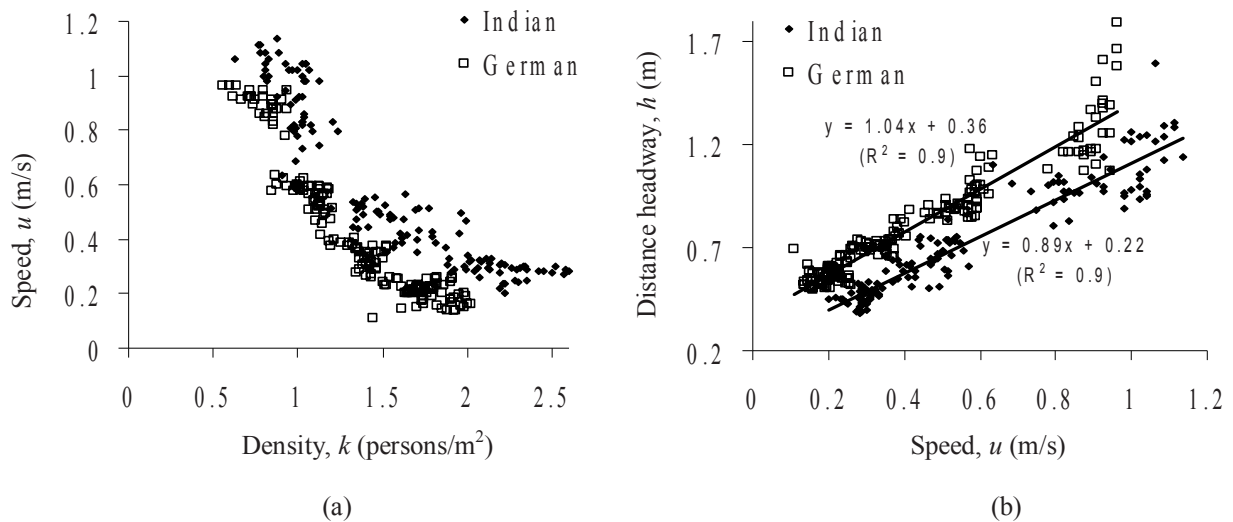 Indian
German
Speed, u (m/s)
1.2
1
0.8
0.6
0.4
0.2
0
0 0.5 1 1.5 2 2.5
Density, k (persons/m²)
(a)
Indian
German
Distance headway, h (m)
1.7
1.2
0.7
0.2
y = 1.04x + 0.36
(R² = 0.9)
y = 0.89x + 0.22
(R² = 0.9)
0 0.2 0.4 0.6 0.8 1 1.2
Speed, u (m/s)
(b)